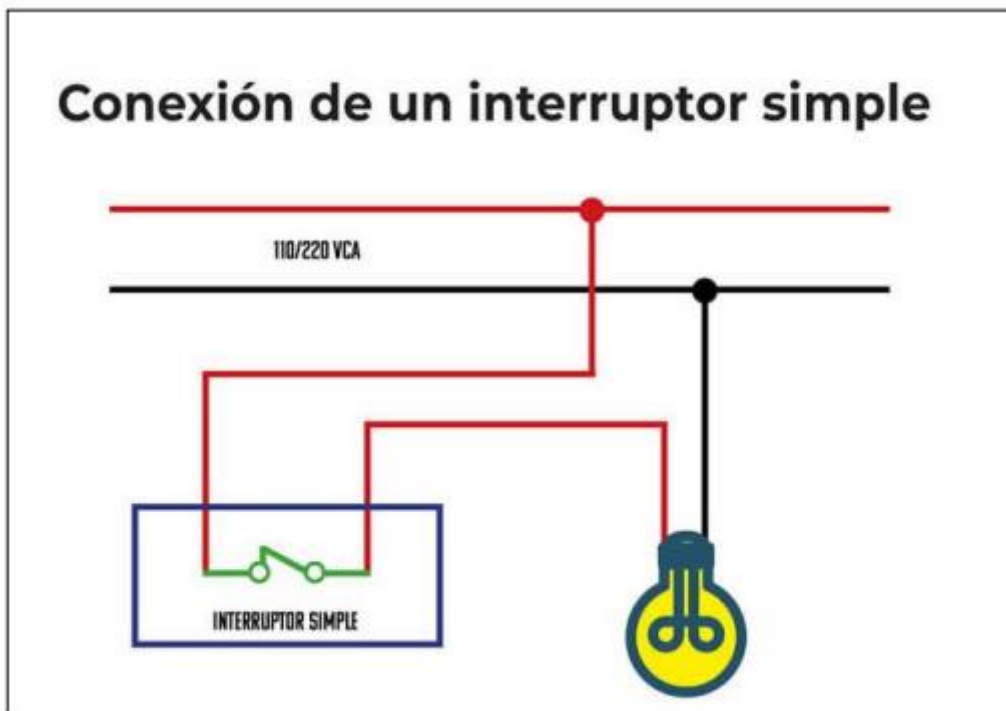 Conexión de un interruptor simple
110/220 VCA
INTERRUPTOR SIMPLE